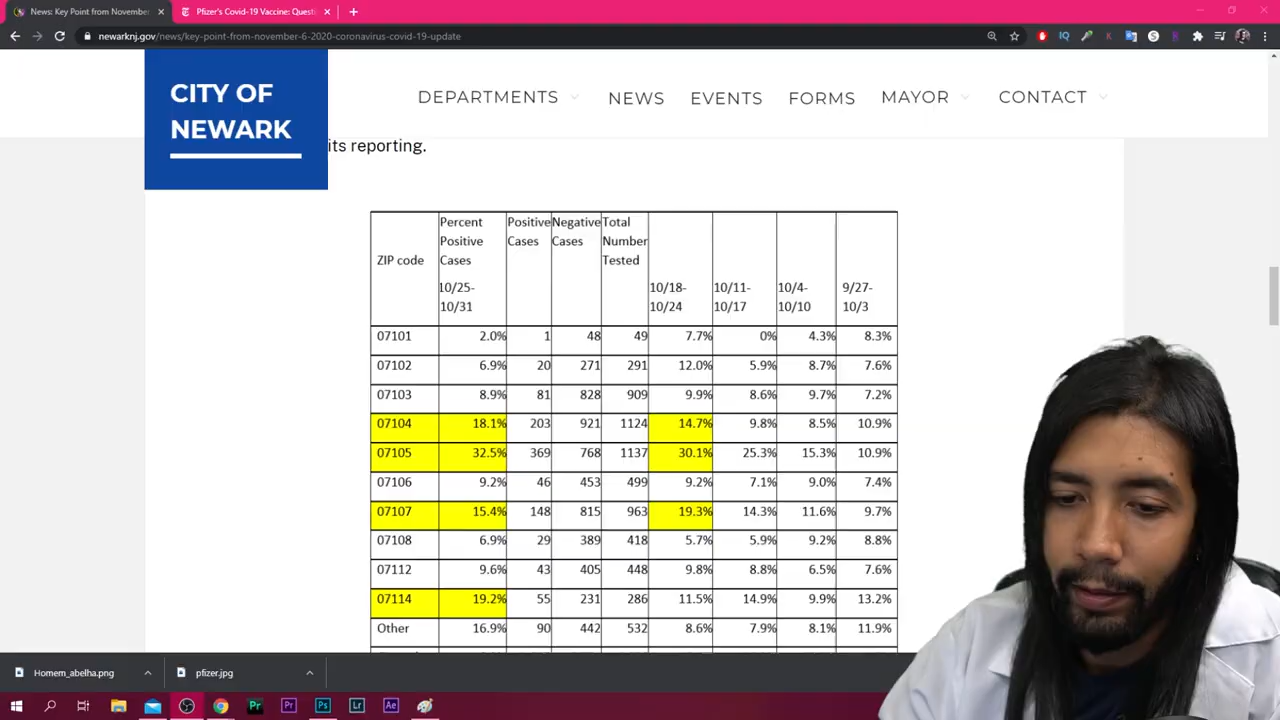 News: Key Point from November
Pfizer's Covid-19 Vaccine: Questi
newarknj.gov/news/key-point-from-november-6-2020-coronavirus-covid-19-update
CITY OF
NEWARK
DEPARTMENTS NEWS EVENTS FORMS MAYOR CONTACT
its reporting.
ZIP code Percent Positive Cases 10/25-10/31 Positive Cases Negative Cases Total Number Tested 10/18-10/24 10/11-10/17 10/4-10/10 9/27-10/3
07101 2.0% 1 48 49 7.7% 0% 4.3% 8.3%
07102 6.9% 20 271 291 12.0% 5.9% 8.7% 7.6%
07103 8.9% 81 828 909 9.9% 8.6% 9.7% 7.2%
07104 18.1% 203 921 1124 14.7% 9.8% 8.5% 10.9%
07105 32.5% 369 768 1137 30.1% 25.3% 15.3% 10.9%
07106 9.2% 46 453 499 9.2% 7.1% 9.0% 7.4%
07107 15.4% 148 815 963 19.3% 14.3% 11.6% 9.7%
07108 6.9% 29 389 418 5.7% 5.9% 9.2% 8.8%
07112 9.6% 43 405 448 9.8% 8.8% 6.5% 7.6%
07114 19.2% 55 231 286 11.5% 14.9% 9.9% 13.2%
Other 16.9% 90 442 532 8.6% 7.9% 8.1% 11.9%
Homem_abelha.png
pfizer.jpg
Pr Pr Ps Lr Ae